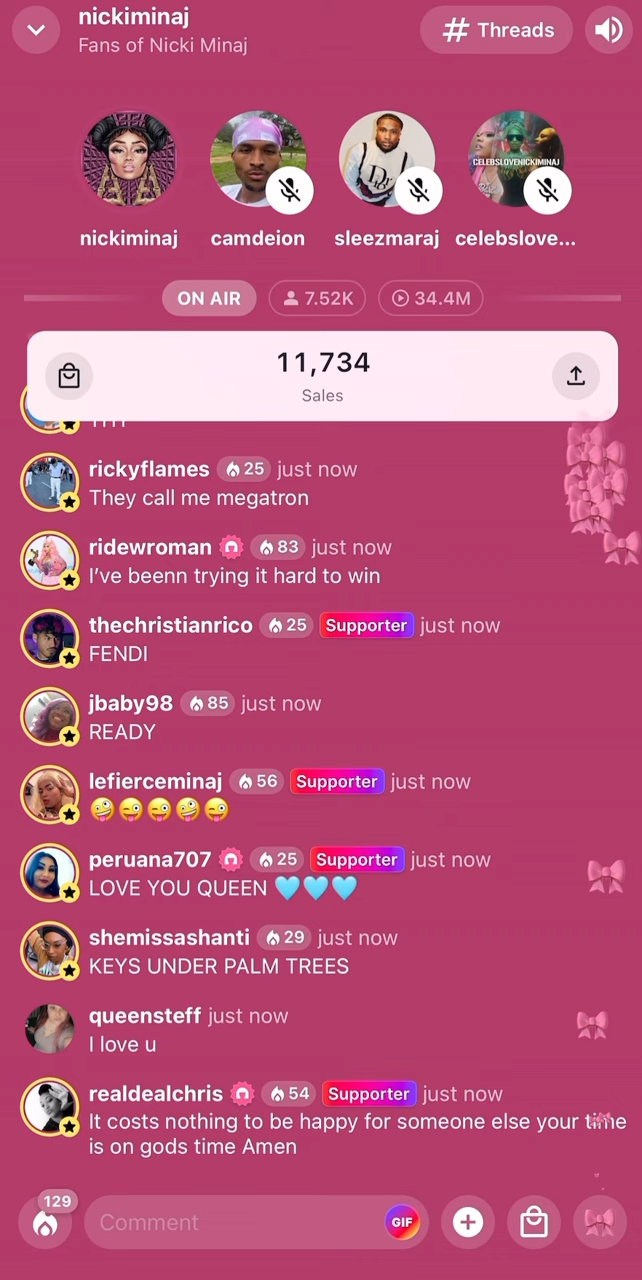 nickiminaj
Fans of Nicki Minaj
# Threads
CELEBSLOVENICKIMINAJ
nickiminaj
camdeion
sleezmaraj
celebslove...
ON AIR
7.52K
34.4M
11,734
Sales
rickyflames 25 just now
They call me megatron
ridewroman 83 just now
I’ve beenn trying it hard to win
thechristianrico 25 Supporter just now
FENDI
jbaby98 85 just now
READY
lefierceminaj 56 Supporter just now
🤪😜😜🤪😜
peruana707 25 Supporter just now
LOVE YOU QUEEN 🩵🩵🩵
shemissashanti 29 just now
KEYS UNDER PALM TREES
queensteff just now
I love u
realdealchris 54 Supporter just now
It costs nothing to be happy for someone else your time
is on gods time Amen
129
Comment
GIF